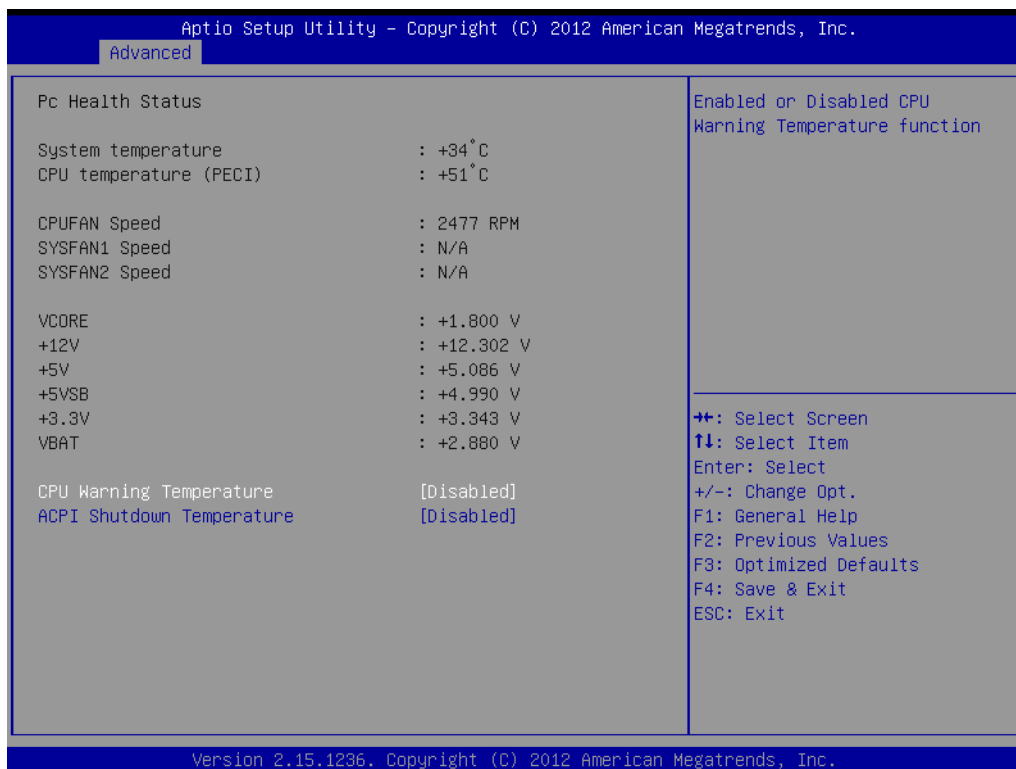 Aptio Setup Utility – Copyright (C) 2012 American Megatrends, Inc.
Advanced
Pc Health Status
System temperature : +34°C
CPU temperature (PECI) : +51°C
CPUFAN Speed : 2477 RPM
SYSFAN1 Speed : N/A
SYSFAN2 Speed : N/A
VCORE : +1.800 V
+12V : +12.302 V
+5V : +5.086 V
+5VSB : +4.990 V
+3.3V : +3.343 V
VBAT : +2.880 V
CPU Warning Temperature [Disabled]
ACPI Shutdown Temperature [Disabled]
Enabled or Disabled CPU
Warning Temperature function
→←: Select Screen
↑↓: Select Item
Enter: Select
+/-: Change Opt.
F1: General Help
F2: Previous Values
F3: Optimized Defaults
F4: Save & Exit
ESC: Exit
Version 2.15.1236. Copyright (C) 2012 American Megatrends, Inc.